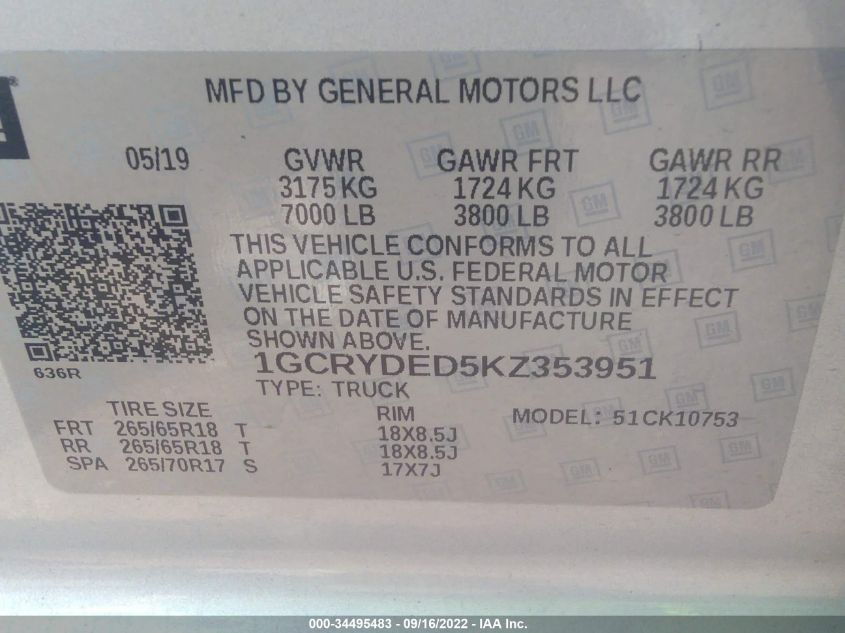 MFD BY GENERAL MOTORS LLC
05/19 GVWR GAWR FRT GAWR RR
3175 KG 1724 KG 1724 KG
7000 LB 3800 LB 3800 LB
THIS VEHICLE CONFORMS TO ALL
APPLICABLE U.S. FEDERAL MOTOR
VEHICLE SAFETY STANDARDS IN EFFECT
ON THE DATE OF MANUFACTURE
SHOWN ABOVE.
1GCRYDED5KZ353951
636R
TYPE: TRUCK
TIRE SIZE RIM MODEL: 51CK10753
FRT 265/65R18 T 18X8.5J
RR 265/65R18 T 18X8.5J
SPA 265/70R17 S 17X7J
000-34495483 - 09/16/2022 - IAA Inc.